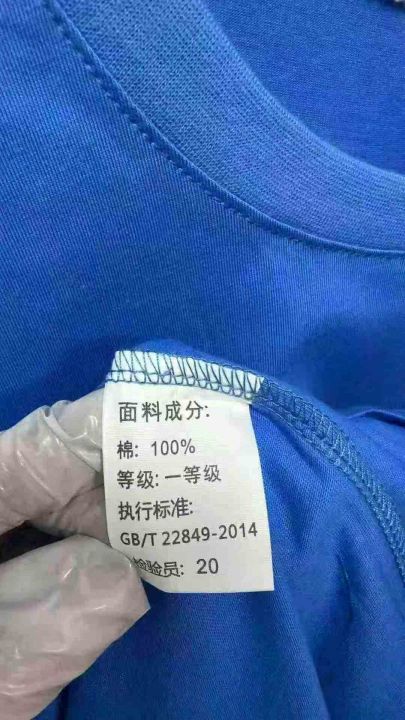 面料成分:
棉: 100%
等级: 一等级
执行标准:
GB/T 22849-2014
检验员: 20